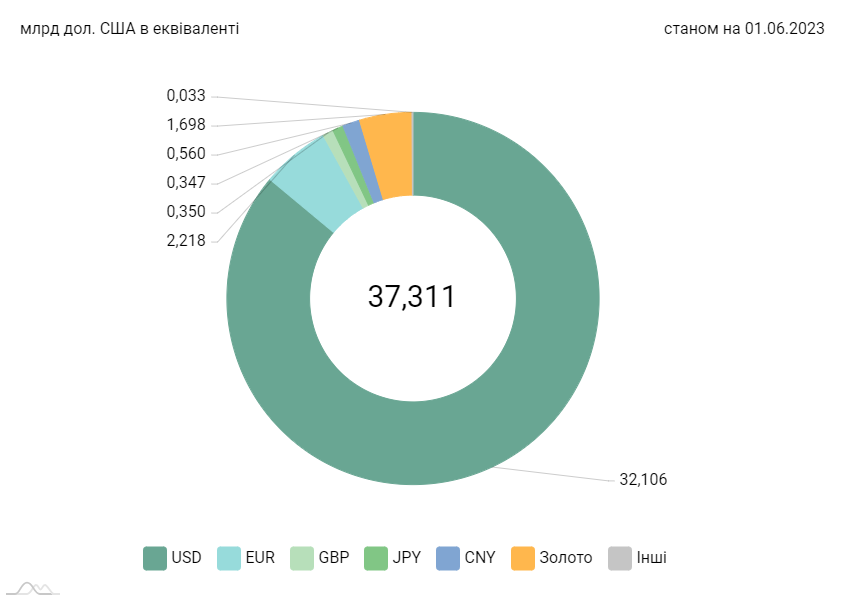 млрд дол. США в еквіваленті
станом на 01.06.2023
0,033
1,698
0,560
0,347
0,350
2,218
37,311
32,106
USD EUR GBP JPY CNY Золото Інші